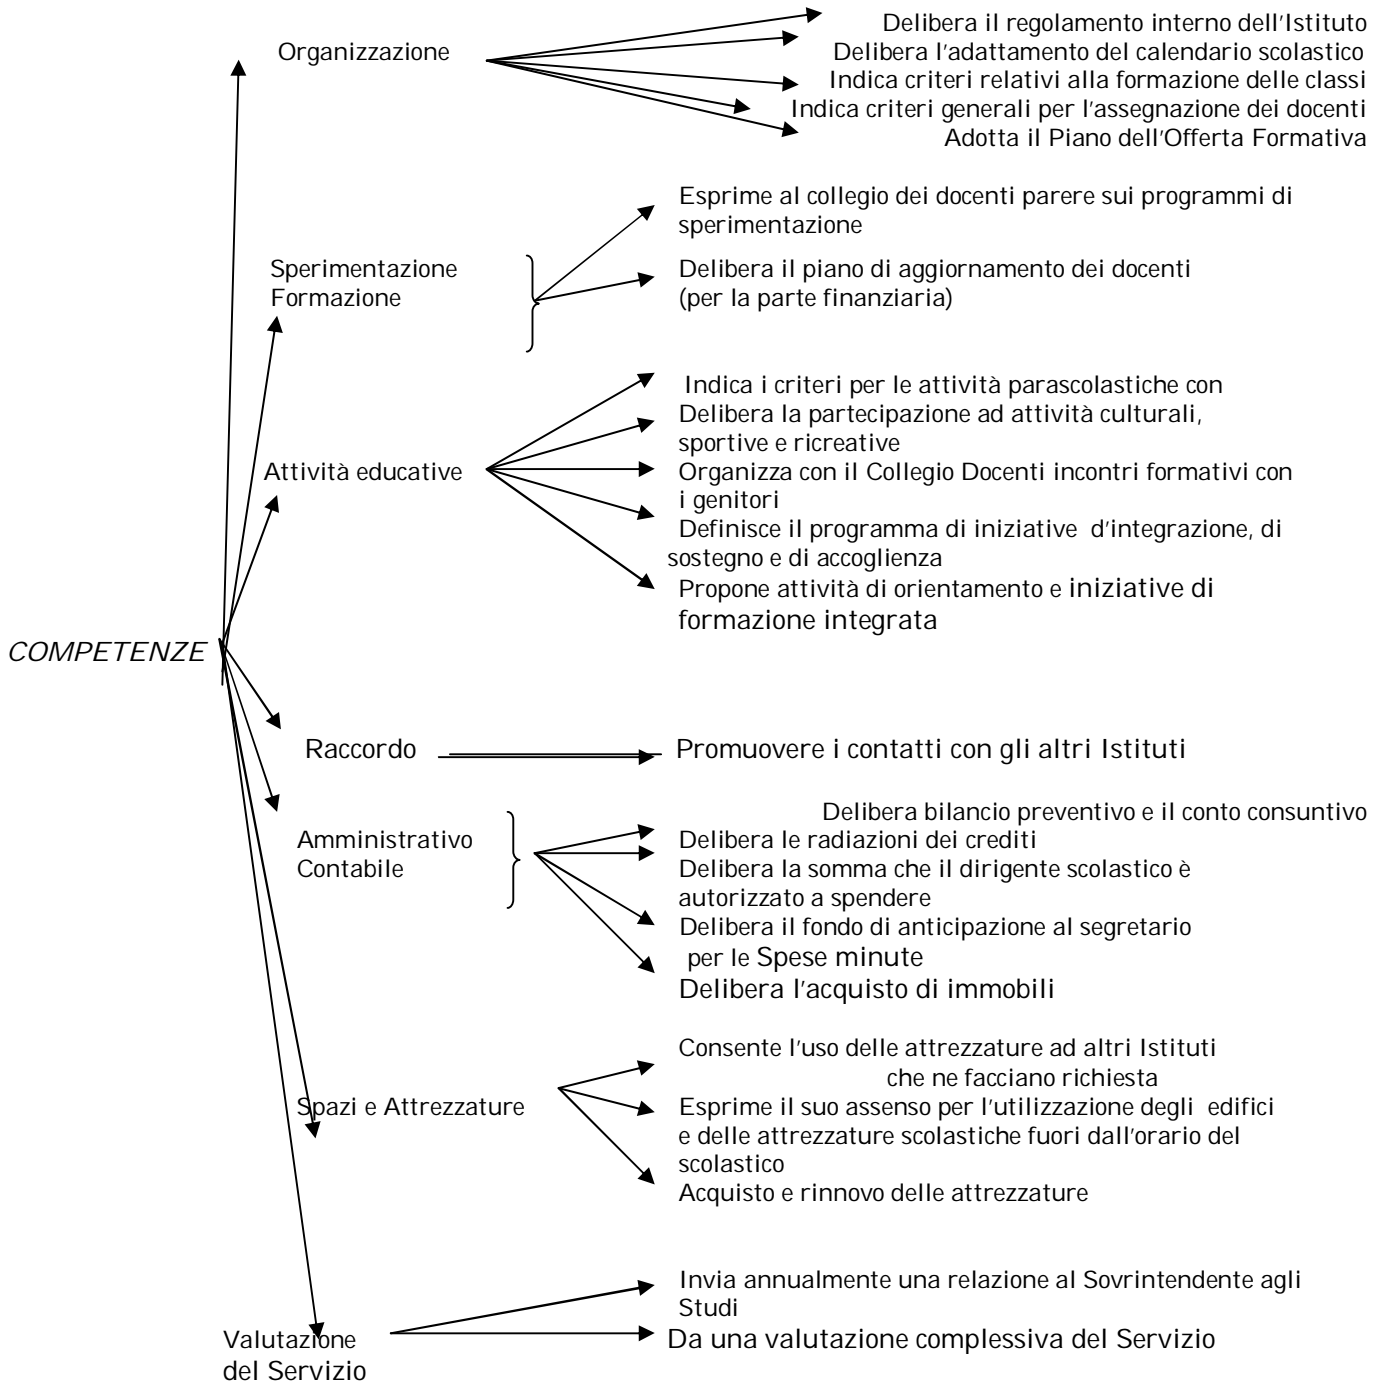 Organizzazione
Delibera il regolamento interno dell'Istituto
Delibera l'adattamento del calendario scolastico
Indica criteri relativi alla formazione delle classi
Indica criteri generali per l'assegnazione dei docenti
Adotta il Piano dell'Offerta Formativa
Sperimentazione
Formazione
Esprime al collegio dei docenti parere sui programmi di
sperimentazione
Delibera il piano di aggiornamento dei docenti
(per la parte finanziaria)
Attività educative
Indica i criteri per le attività parascolastiche con
Delibera la partecipazione ad attività culturali,
sportive e ricreative
Organizza con il Collegio Docenti incontri formativi con
i genitori
Definisce il programma di iniziative d'integrazione, di
sostegno e di accoglienza
Propone attività di orientamento e iniziative di
formazione integrata
COMPETENZE
Raccordo
Promuovere i contatti con gli altri Istituti
Amministrativo
Contabile
Delibera bilancio preventivo e il conto consuntivo
Delibera le radiazioni dei crediti
Delibera la somma che il dirigente scolastico è
autorizzato a spendere
Delibera il fondo di anticipazione al segretario
per le Spese minute
Delibera l'acquisto di immobili
Spazi e Attrezzature
Consente l'uso delle attrezzature ad altri Istituti
che ne facciano richiesta
Esprime il suo assenso per l'utilizzazione degli edifici
e delle attrezzature scolastiche fuori dall'orario del
scolastico
Acquisto e rinnovo delle attrezzature
Valutazione
del Servizio
Invia annualmente una relazione al Sovrintendente agli
Studi
Da una valutazione complessiva del Servizio